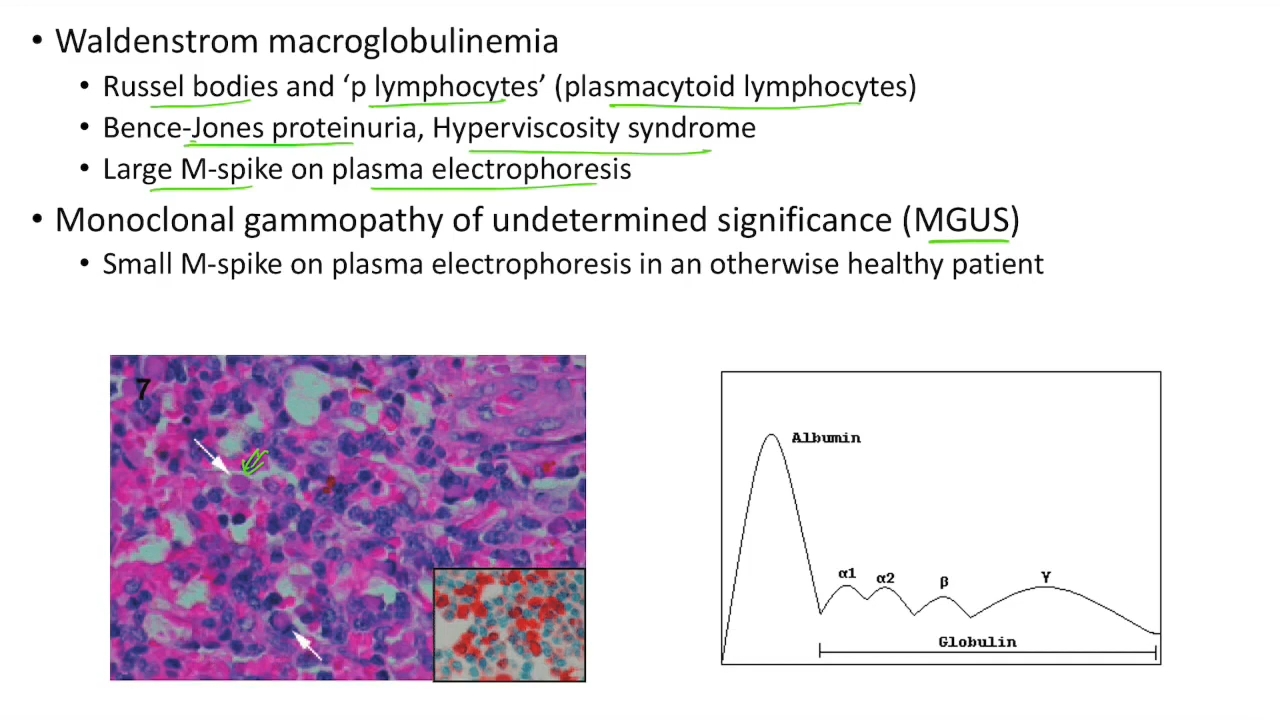 • Waldenstrom macroglobulinemia
• Russel bodies and ‘p lymphocytes’ (plasmacytoid lymphocytes)
• Bence-Jones proteinuria, Hyperviscosity syndrome
• Large M-spike on plasma electrophoresis
• Monoclonal gammopathy of undetermined significance (MGUS)
• Small M-spike on plasma electrophoresis in an otherwise healthy patient
7
Albumin
α1 α2 β γ
Globulin